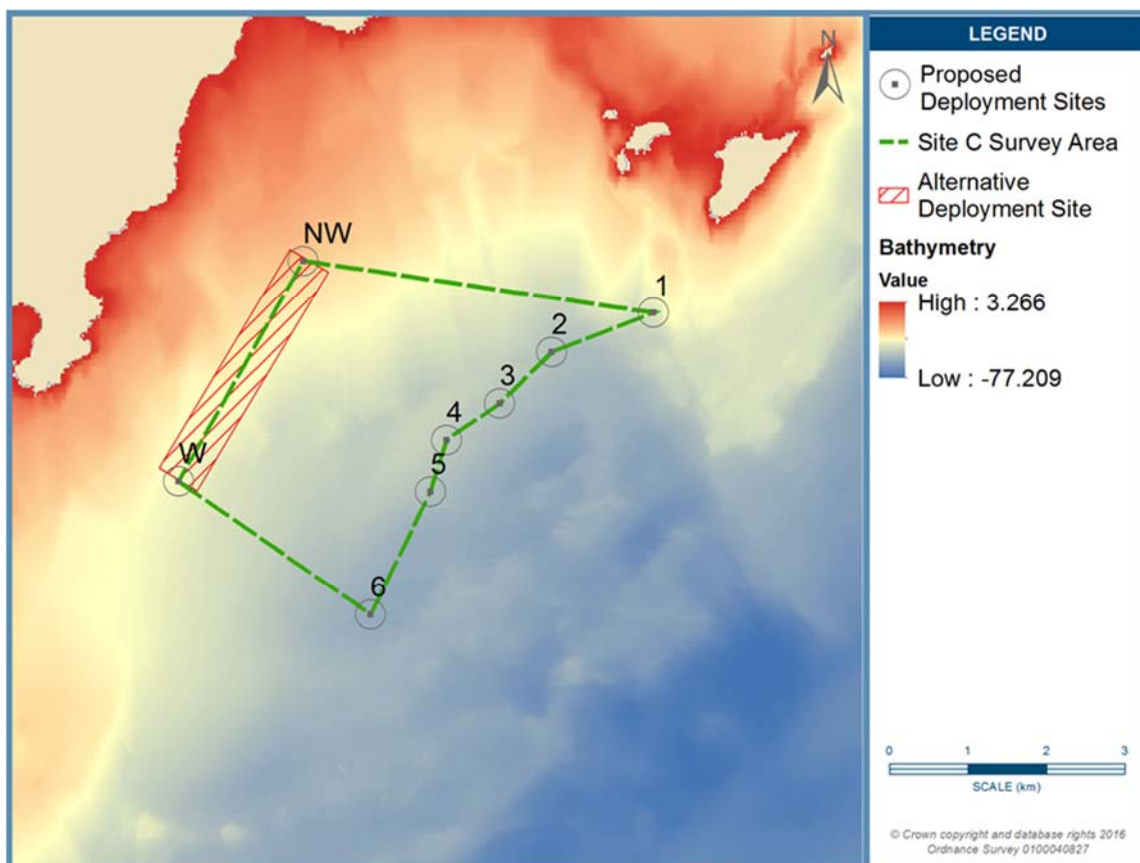 NW
1
2
3
4
5
W
6
LEGEND
N
Proposed
Deployment Sites
Site C Survey Area
Alternative
Deployment Site
Bathymetry
Value
High : 3.266
Low : -77.209
0 1 2 3
SCALE (km)
© Crown copyright and database rights 2016
Ordnance Survey 0100040827